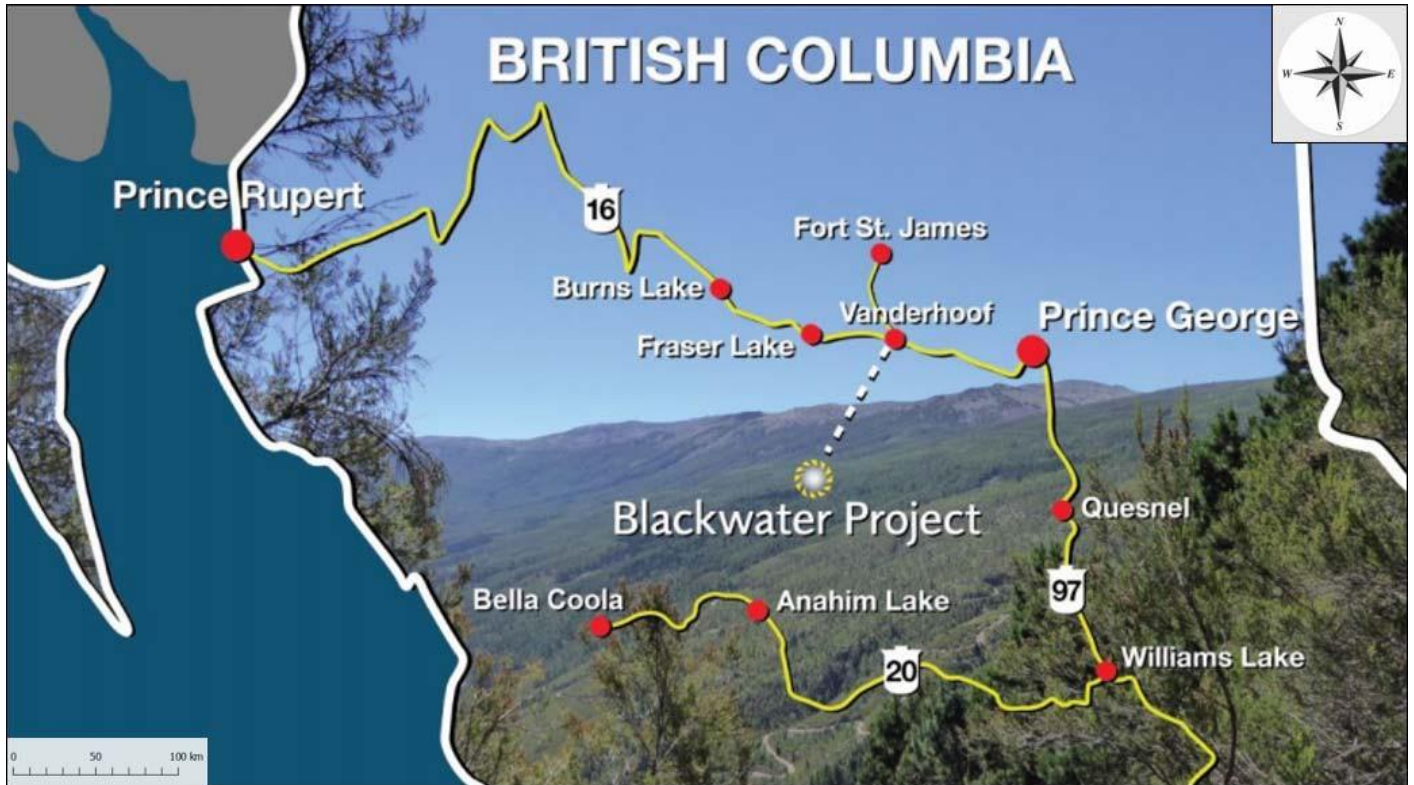 BRITISH COLUMBIA
N
W E
S
Prince Rupert
16
Fort St. James
Burns Lake
Vanderhoof
Prince George
Fraser Lake
Blackwater Project
Quesnel
97
Bella Coola
Anahim Lake
20
Williams Lake
0 50 100 km